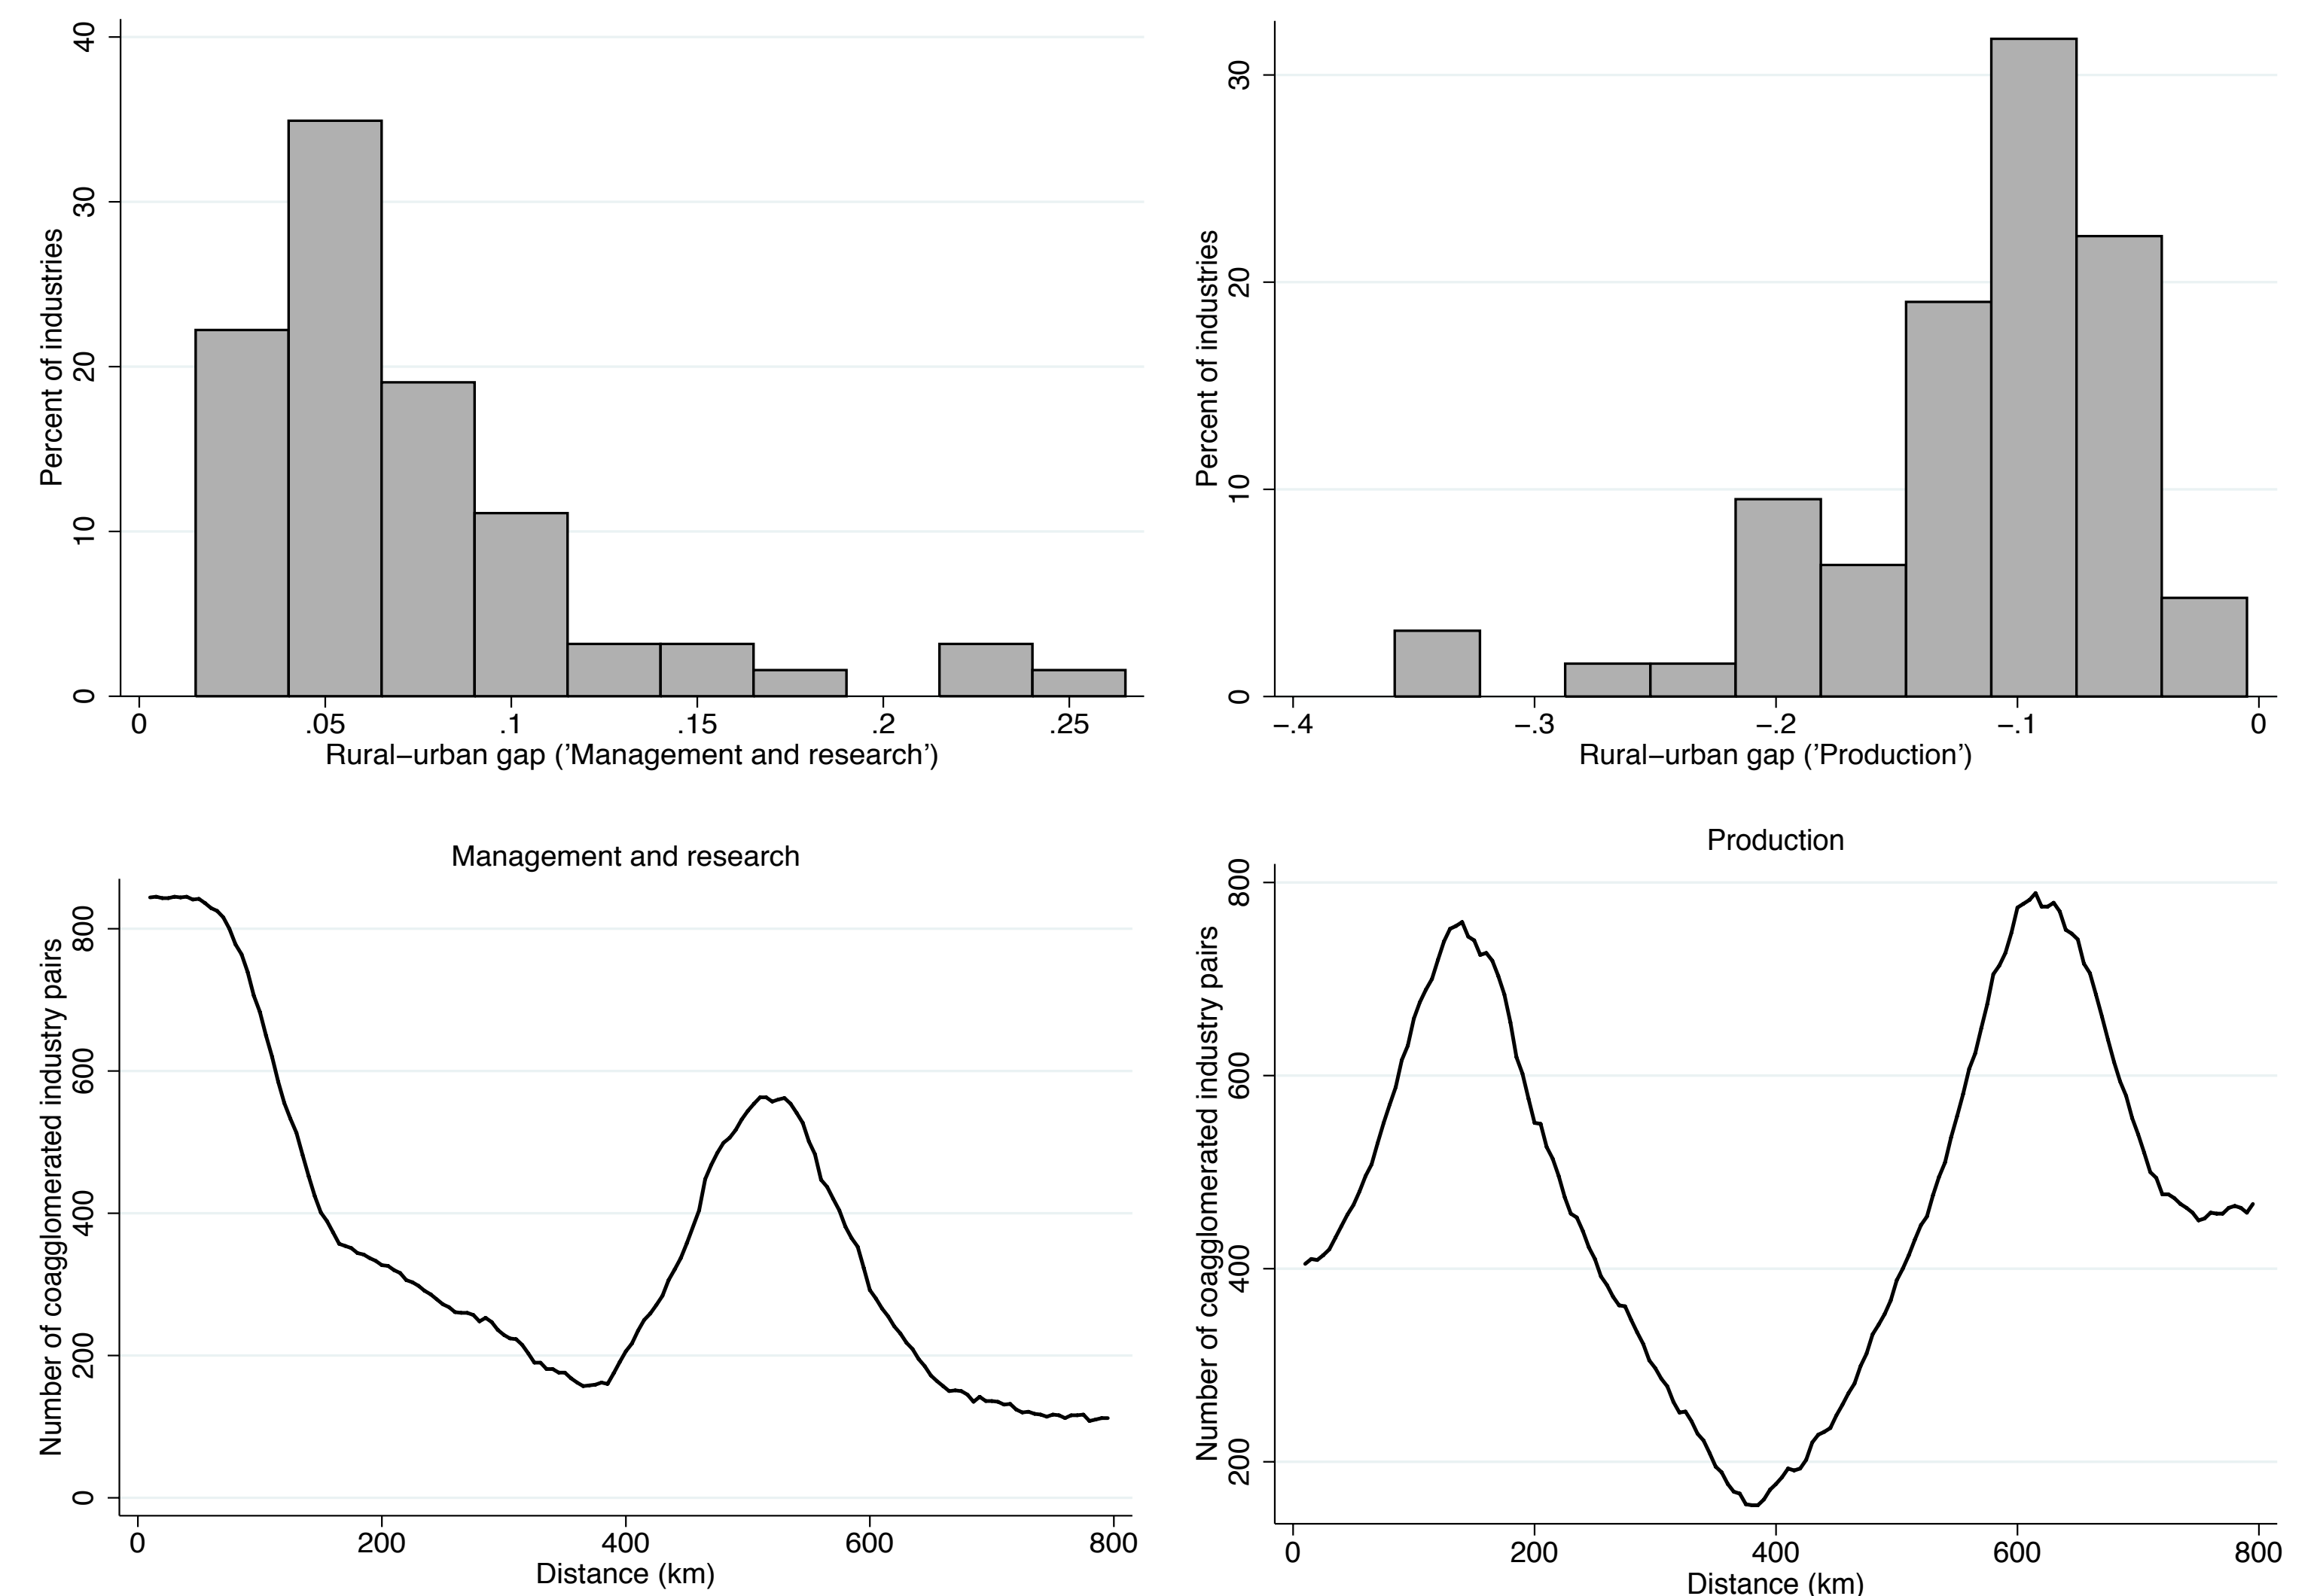 Percent of industries
40
30
20
10
0
0 .05 .1 .15 .2 .25
Rural−urban gap ('Management and research')
Percent of industries
30
20
10
0
−.4 −.3 −.2 −.1 0
Rural−urban gap ('Production')
Management and research
Number of coagglomerated industry pairs
800
600
400
200
0
0 200 400 600 800
Distance (km)
Production
Number of coagglomerated industry pairs
800
600
400
200
0 200 400 600 800
Distance (km)